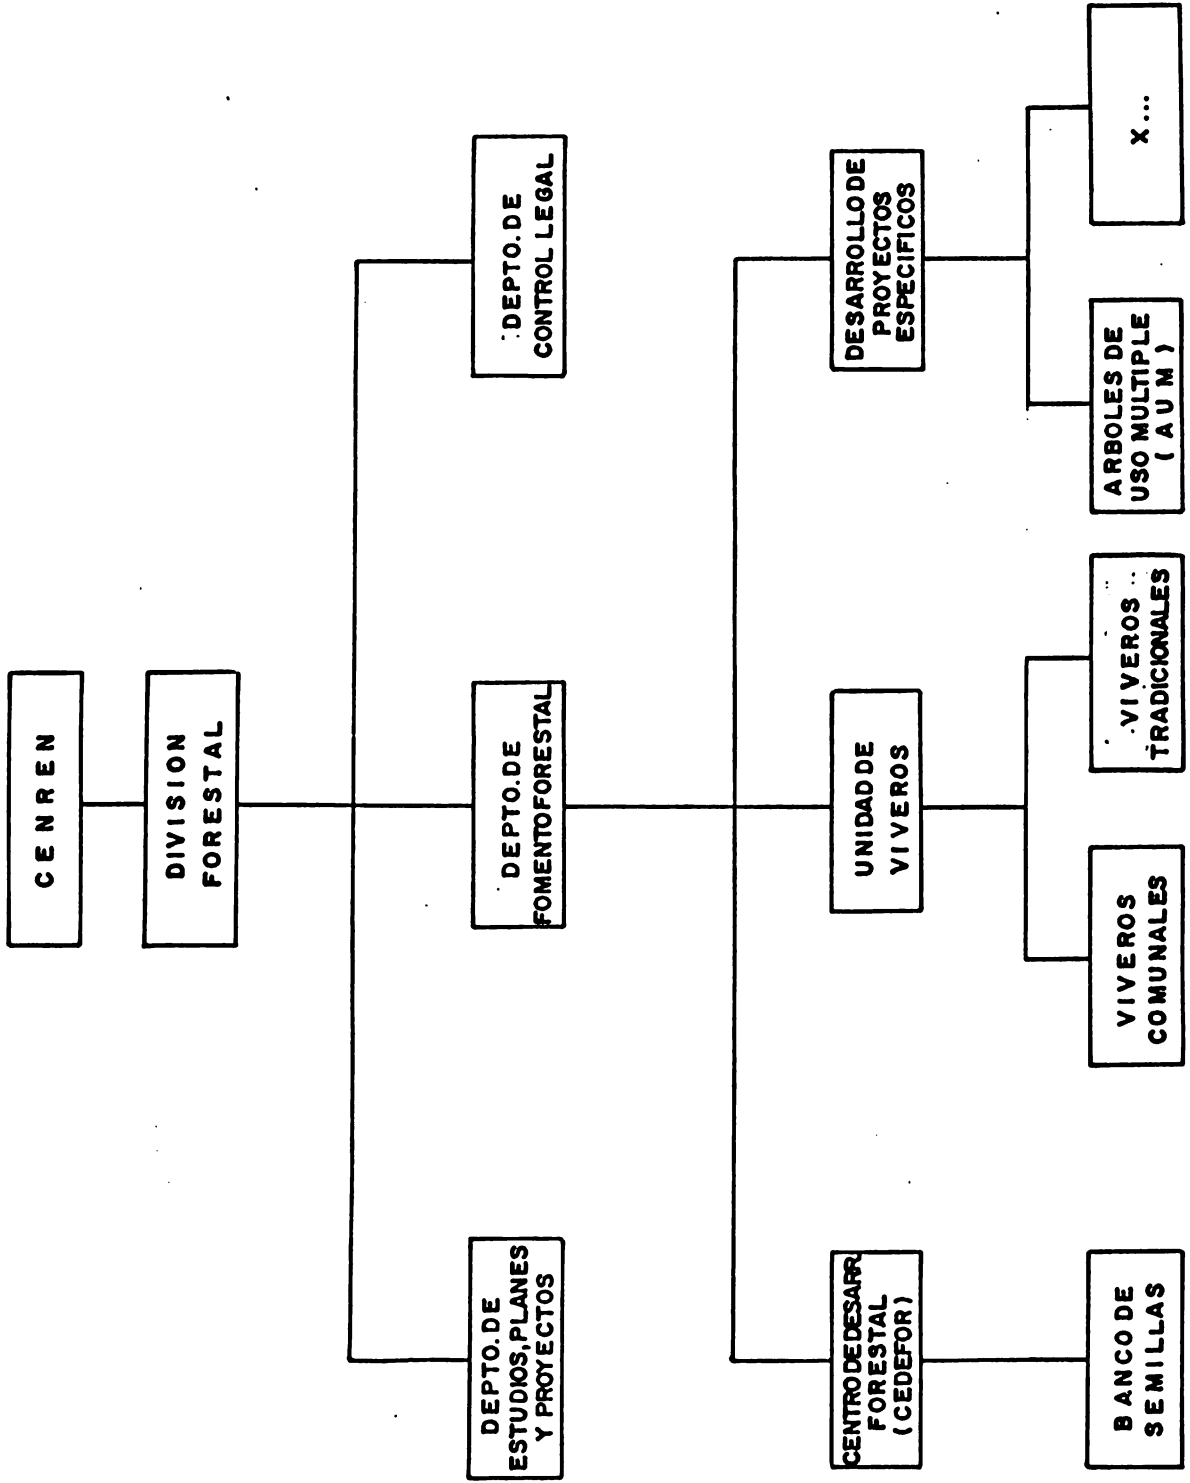 CENREN
DIVISION
FORESTAL
DEPTO. DE
ESTUDIOS, PLANES
Y PROYECTOS
DEPTO. DE
FOMENTO FORESTAL
DEPTO. DE
CONTROL LEGAL
CENTRO DE DESARR.
FORESTAL
(CEDEFOR)
UNIDAD DE
VIVEROS
DESARROLLO DE
PROYECTOS
ESPECIFICOS
BANCO DE
SEMILLAS
VIVEROS
COMUNALES
VIVEROS
TRADICIONALES
ARBOLES DE
USO MULTIPLE
(AUM)
X...